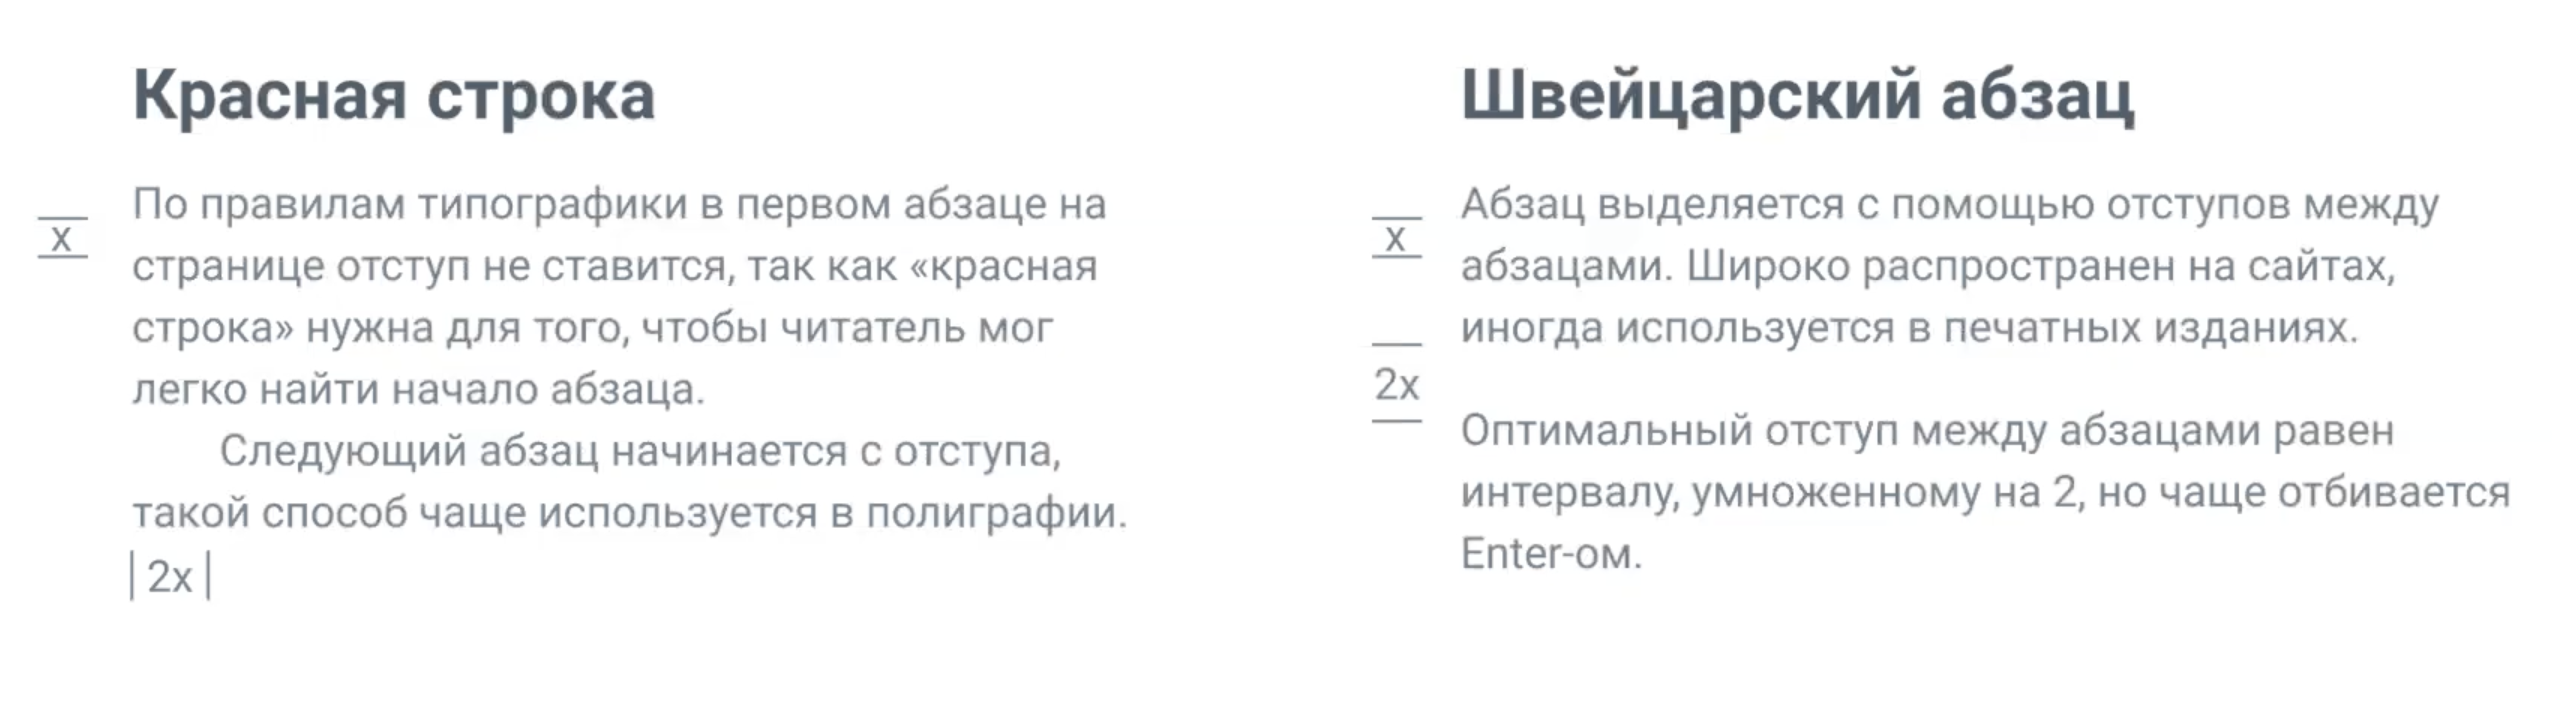 Красная строка
По правилам типографики в первом абзаце на
x
странице отступ не ставится, так как «красная
строка» нужна для того, чтобы читатель мог
легко найти начало абзаца.
Следующий абзац начинается с отступа,
такой способ чаще используется в полиграфии.
2x
Швейцарский абзац
Абзац выделяется с помощью отступов между
x
абзацами. Широко распространен на сайтах,
иногда используется в печатных изданиях.
2x
Оптимальный отступ между абзацами равен
интервалу, умноженному на 2, но чаще отбивается
Enter-ом.